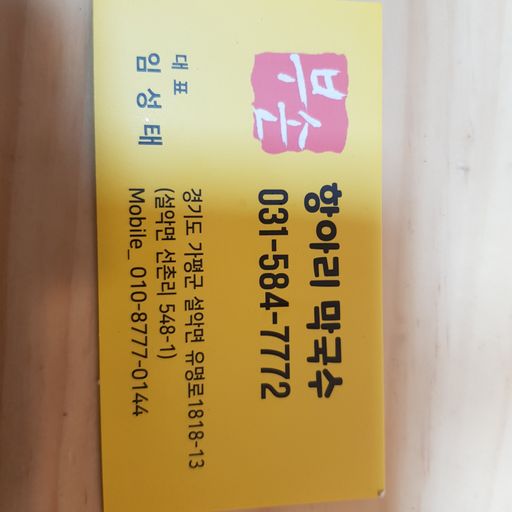 부손
항아리 막국수
031-584-7772
대표
임성태
경기도 가평군 설악면 유명로1818-13
(설악면 선촌리 548-1)
Mobile_ 010-8777-0144